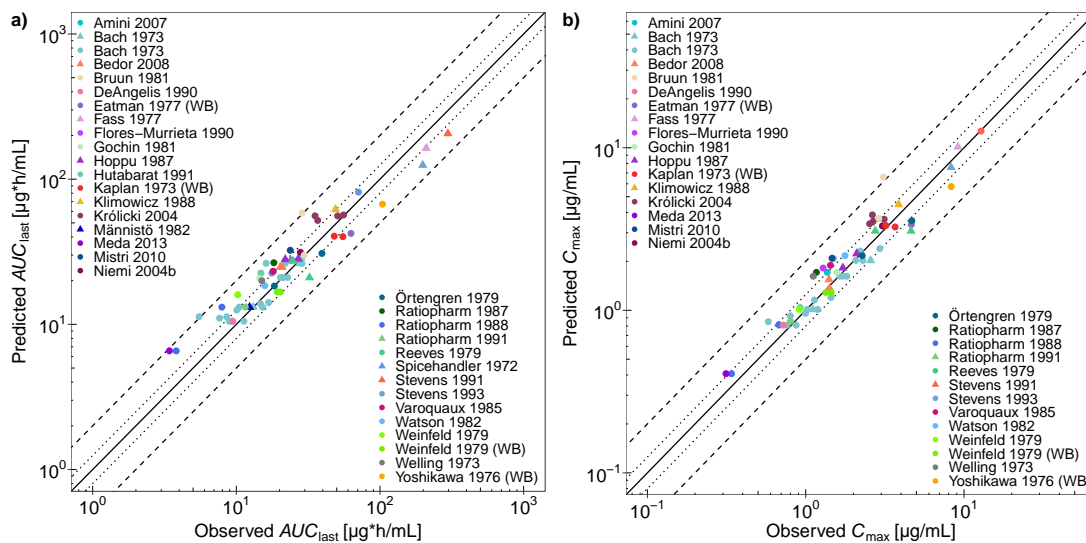 a)
Predicted AUClast [µg*h/mL]
10³
10²
10¹
10⁰
Amini 2007
Bach 1973
Bach 1973
Bedor 2008
Bruun 1981
DeAngelis 1990
Eatman 1977 (WB)
Fass 1977
Flores−Murrieta 1990
Gochin 1981
Hoppu 1987
Hutabarat 1991
Kaplan 1973 (WB)
Klimowicz 1988
Królicki 2004
Männistö 1982
Meda 2013
Mistri 2010
Niemi 2004b
Örtengren 1979
Ratiopharm 1987
Ratiopharm 1988
Ratiopharm 1991
Reeves 1979
Spicehandler 1972
Stevens 1991
Stevens 1993
Varoquaux 1985
Watson 1982
Weinfeld 1979
Weinfeld 1979 (WB)
Welling 1973
Yoshikawa 1976 (WB)
10⁰ 10¹ 10² 10³
Observed AUClast [µg*h/mL]
b)
Predicted Cmax [µg/mL]
10¹
10⁰
10⁻¹
Amini 2007
Bach 1973
Bach 1973
Bedor 2008
Bruun 1981
DeAngelis 1990
Eatman 1977 (WB)
Fass 1977
Flores−Murrieta 1990
Gochin 1981
Hoppu 1987
Kaplan 1973 (WB)
Klimowicz 1988
Królicki 2004
Meda 2013
Mistri 2010
Niemi 2004b
Örtengren 1979
Ratiopharm 1987
Ratiopharm 1988
Ratiopharm 1991
Reeves 1979
Stevens 1991
Stevens 1993
Varoquaux 1985
Watson 1982
Weinfeld 1979
Weinfeld 1979 (WB)
Welling 1973
Yoshikawa 1976 (WB)
10⁻¹ 10⁰ 10¹
Observed Cmax [µg/mL]